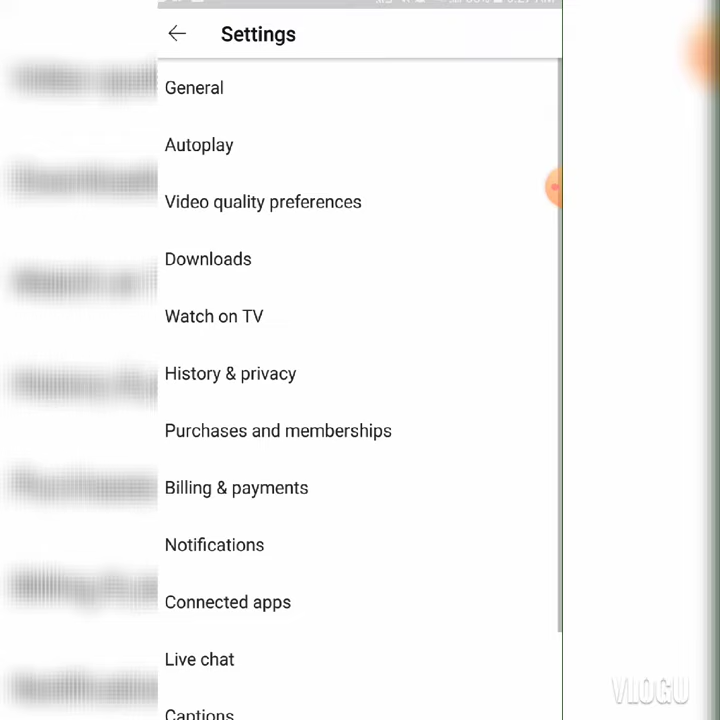 Settings
General
Autoplay
Video quality preferences
Downloads
Watch on TV
History & privacy
Purchases and memberships
Billing & payments
Notifications
Connected apps
Live chat
Captions
VLOGU